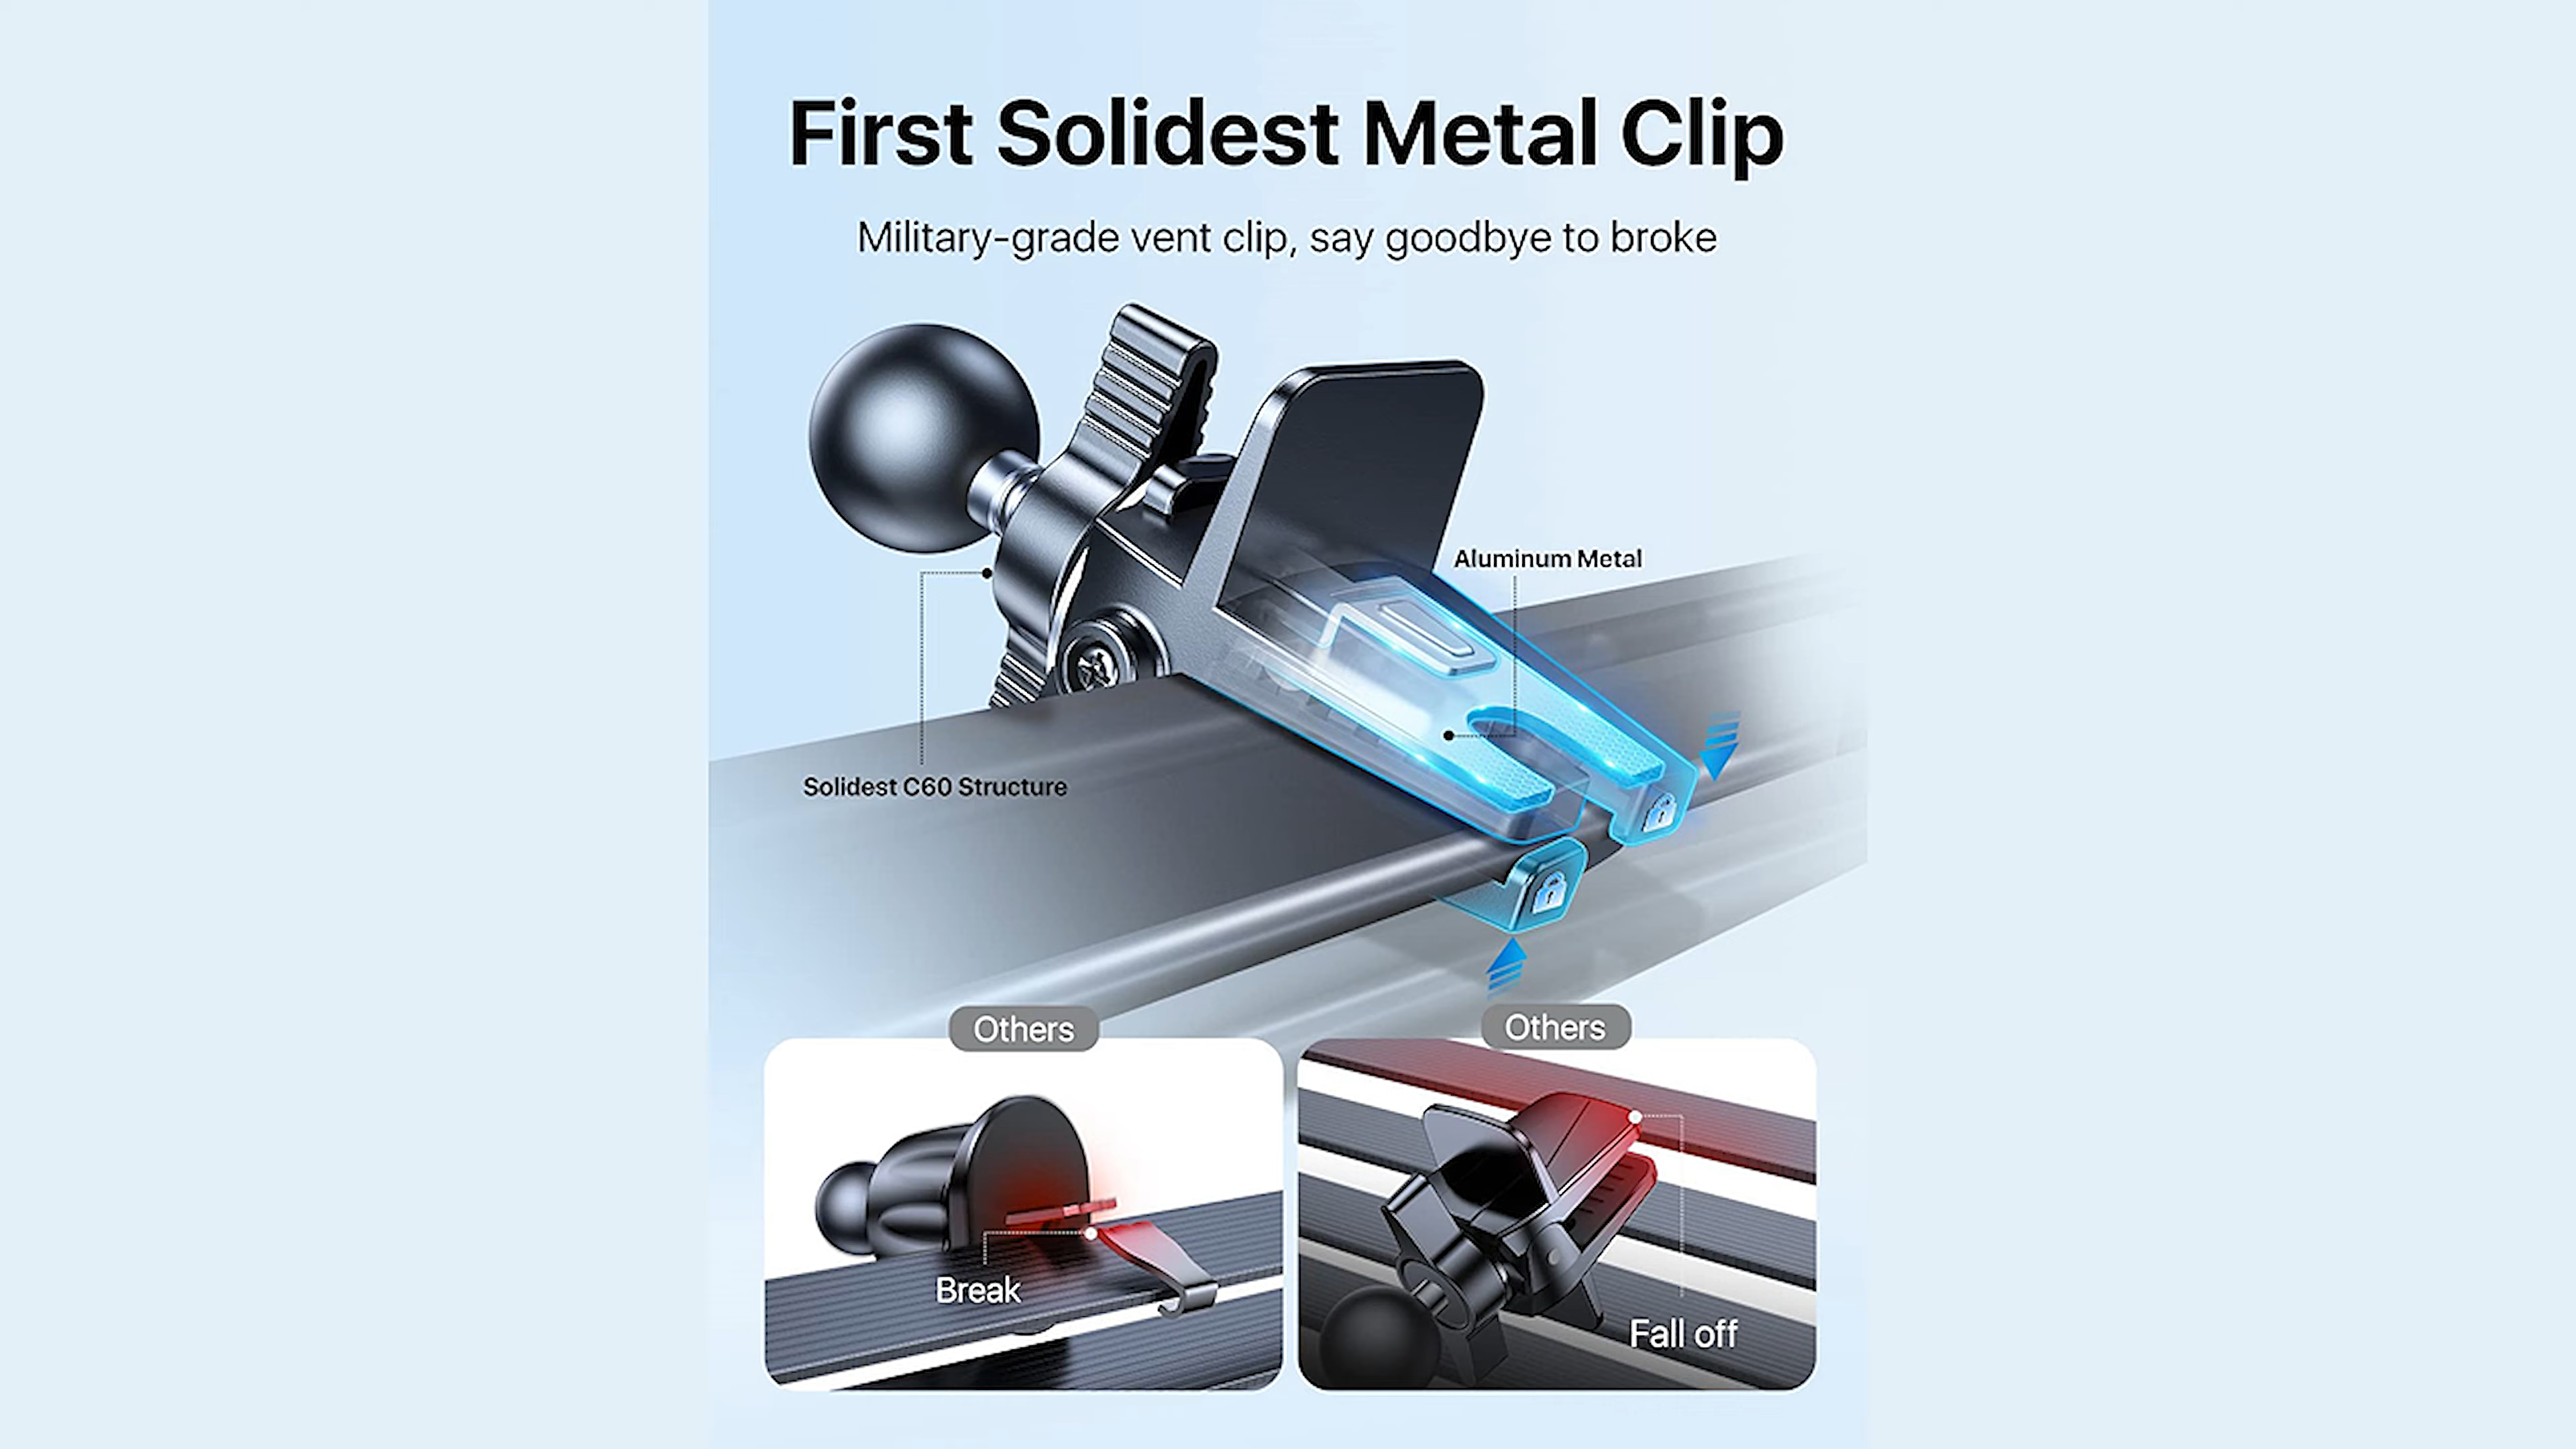 First Solidest Metal Clip
Military-grade vent clip, say goodbye to broke
Aluminum Metal
Solidest C60 Structure
Others
Others
Break
Fall off